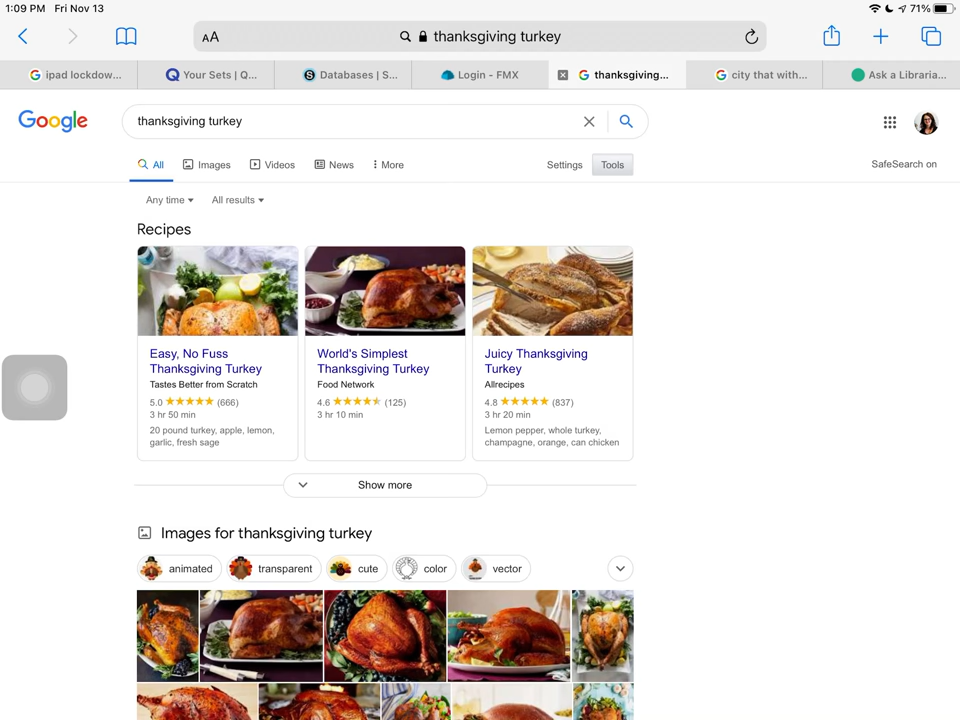 1:09 PM Fri Nov 13
71%
AA
thanksgiving turkey
ipad lockdow...
Your Sets | Q...
Databases | S...
Login - FMX
thanksgiving...
city that with...
Ask a Libraria...
Google
thanksgiving turkey
All
Images
Videos
News
More
Settings
Tools
SafeSearch on
Any time
All results
Recipes
Easy, No Fuss
Thanksgiving Turkey
Tastes Better from Scratch
5.0 (666)
3 hr 50 min
20 pound turkey, apple, lemon,
garlic, fresh sage
World's Simplest
Thanksgiving Turkey
Food Network
4.6 (125)
3 hr 10 min
Juicy Thanksgiving
Turkey
Allrecipes
4.8 (837)
3 hr 20 min
Lemon pepper, whole turkey,
champagne, orange, can chicken
Show more
Images for thanksgiving turkey
animated
transparent
cute
color
vector